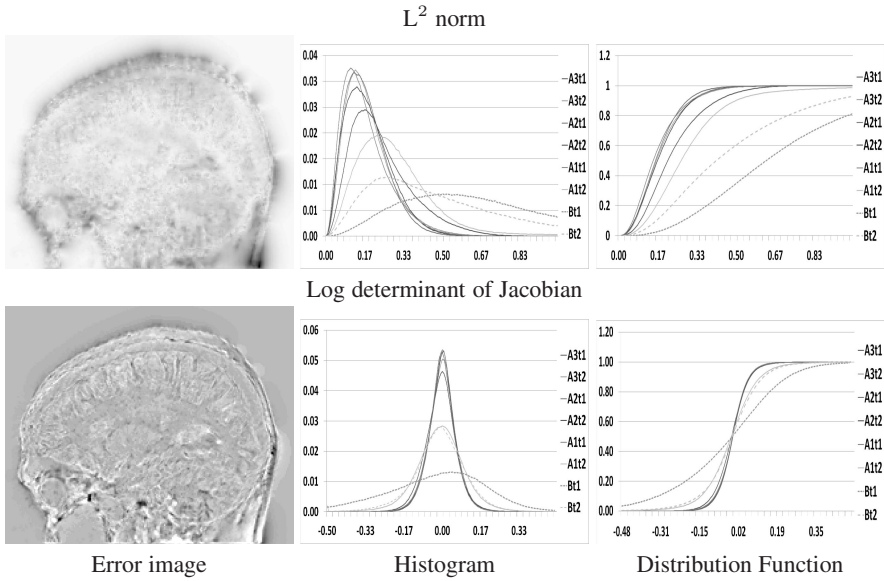 L² norm
0.04
0.03
0.03
0.02
0.02
0.01
0.01
0.00
0.00 0.17 0.33 0.50 0.67 0.83
A3t1
A3t2
A2t1
A2t2
A1t1
A1t2
Bt1
Bt2
1.2
1
0.8
0.6
0.4
0.2
0
0.00 0.17 0.33 0.50 0.67 0.83
A3t1
A3t2
A2t1
A2t2
A1t1
A1t2
Bt1
Bt2
Log determinant of Jacobian
0.06
0.05
0.04
0.03
0.02
0.01
0.00
-0.50 -0.33 -0.17 0.00 0.17 0.33
A3t1
A3t2
A2t1
A2t2
A1t1
A1t2
Bt1
Bt2
1.20
1.00
0.80
0.60
0.40
0.20
0.00
-0.48 -0.31 -0.15 0.02 0.19 0.35
A3t1
A3t2
A2t1
A2t2
A1t1
A1t2
Bt1
Bt2
Error image Histogram Distribution Function